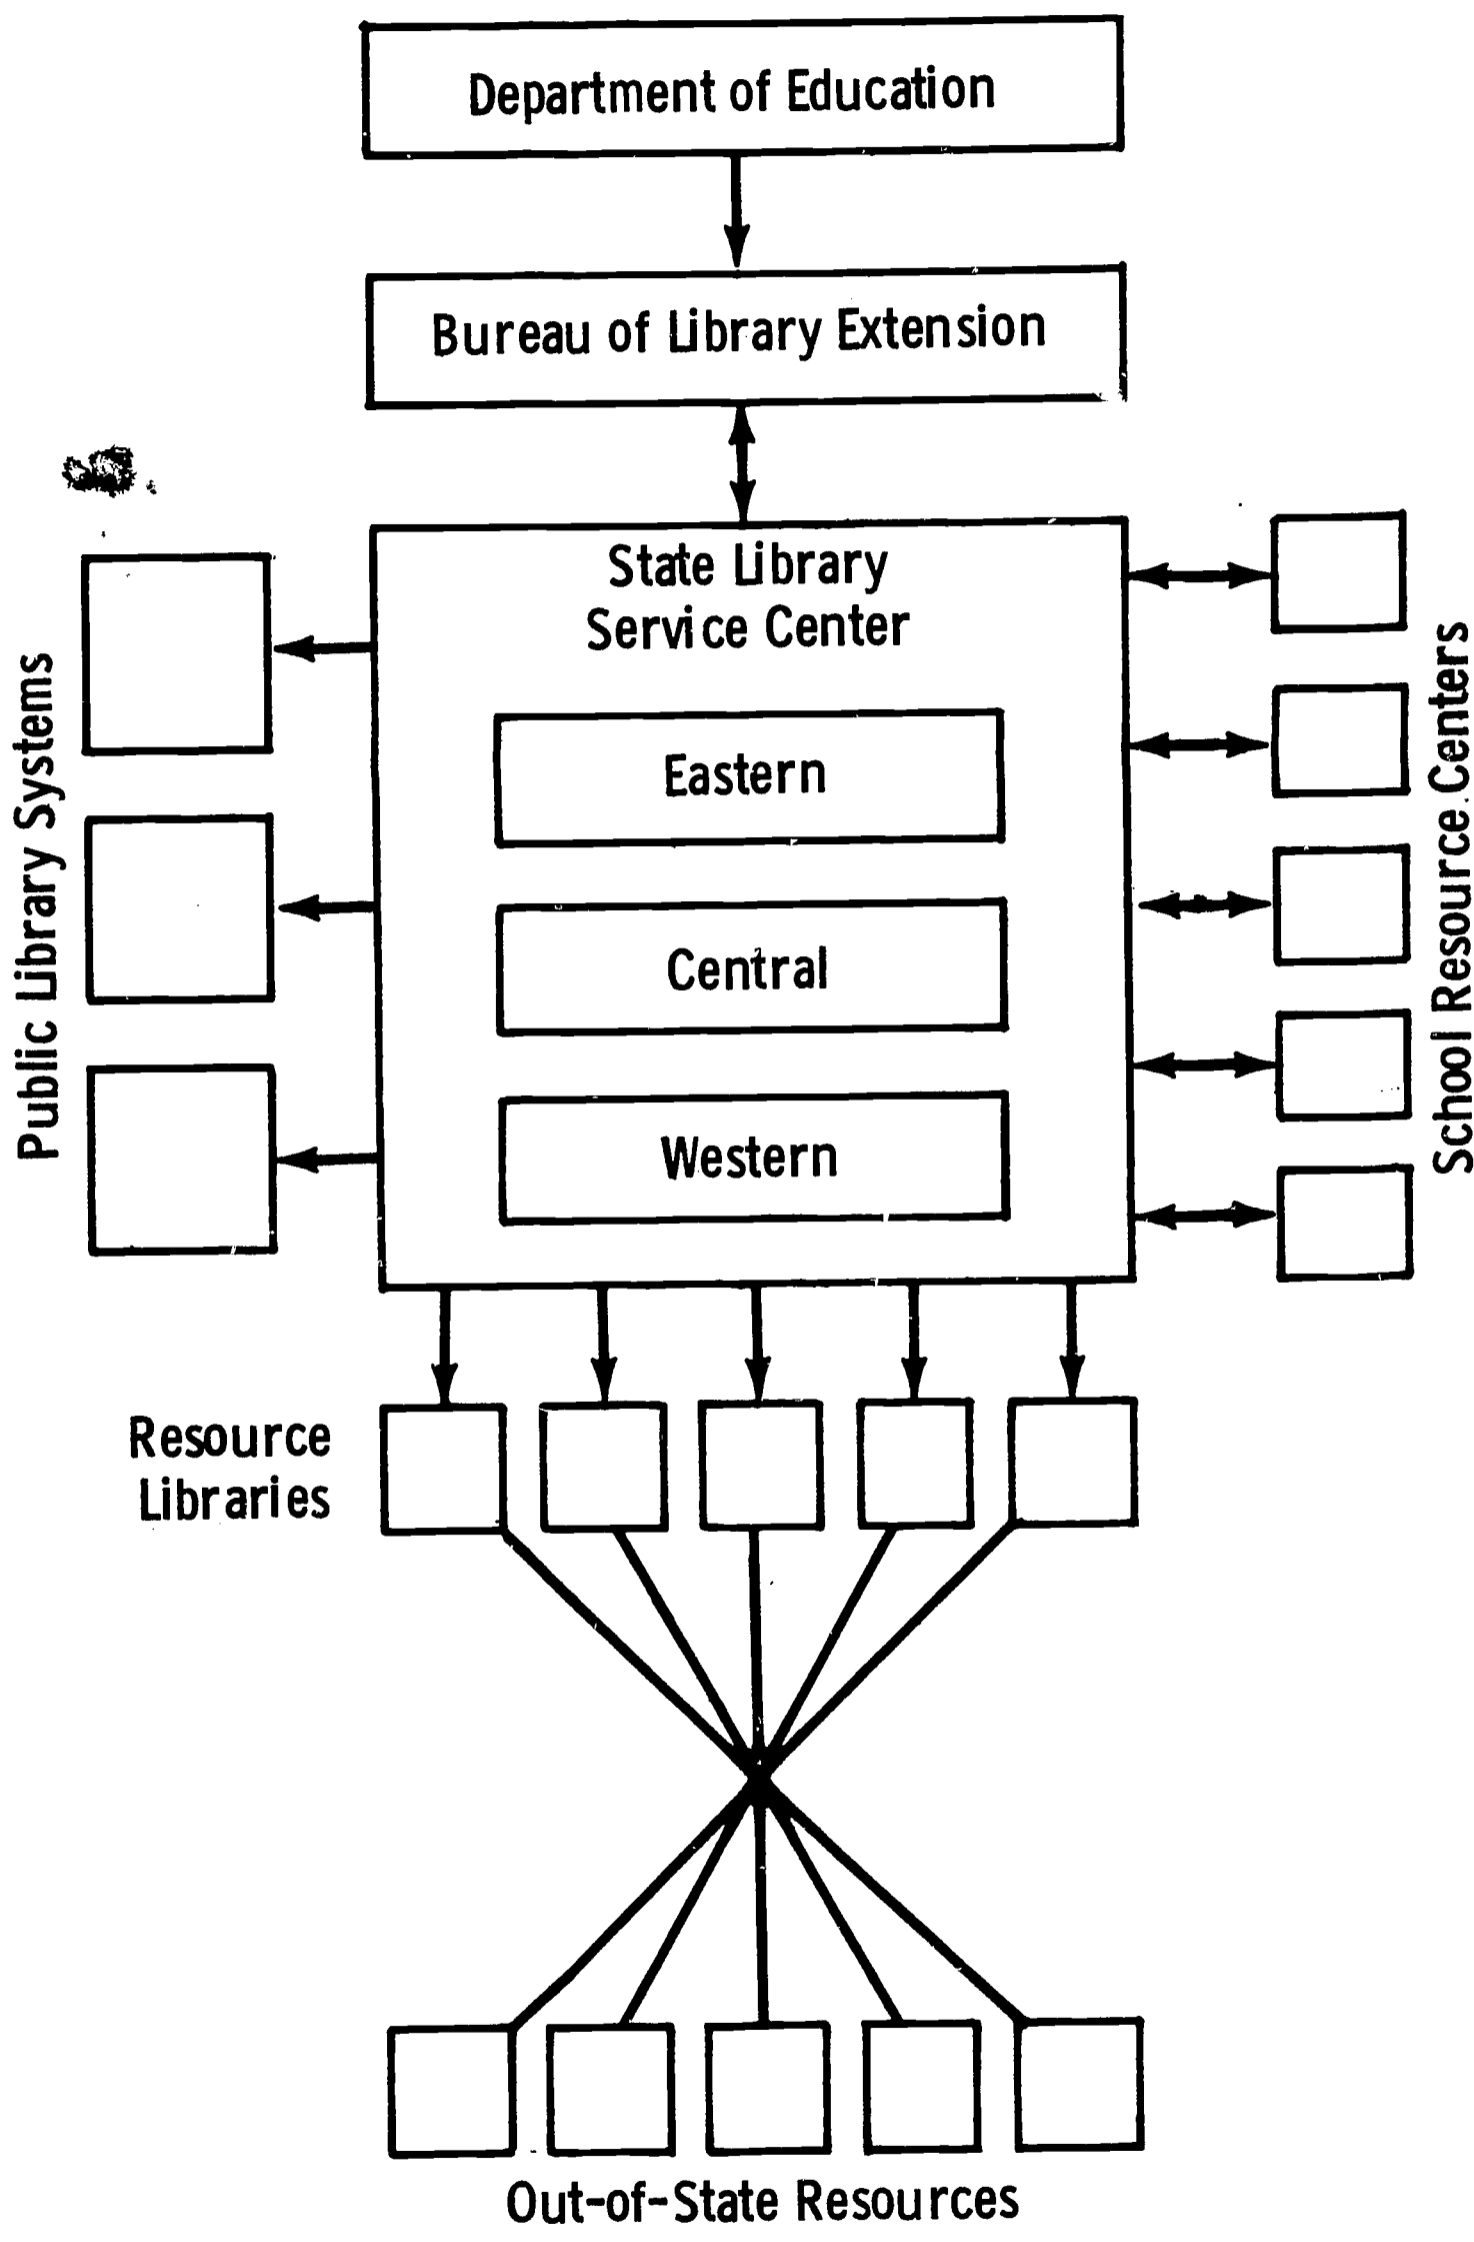 Department of Education
Bureau of Library Extension
State Library
Service Center
Eastern
Central
Western
Public Library Systems
School Resource Centers
Resource
Libraries
Out-of-State Resources